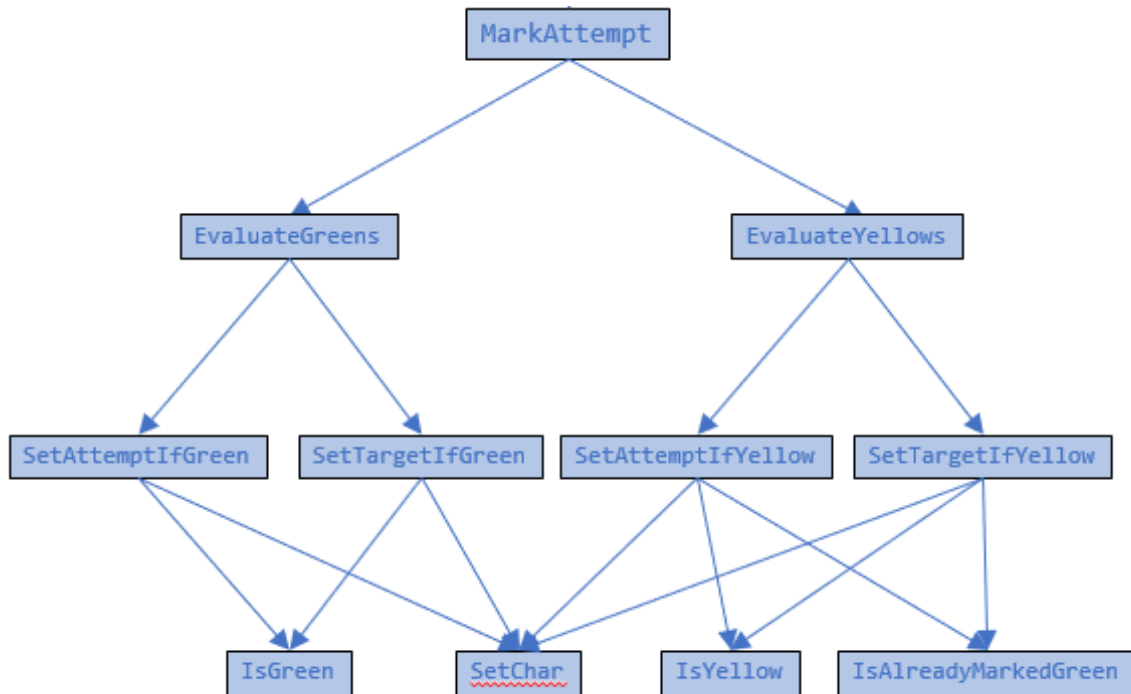 MarkAttempt
EvaluateGreens
EvaluateYellows
SetAttemptIfGreen
SetTargetIfGreen
SetAttemptIfYellow
SetTargetIfYellow
IsGreen
SetChar
IsYellow
IsAlreadyMarkedGreen